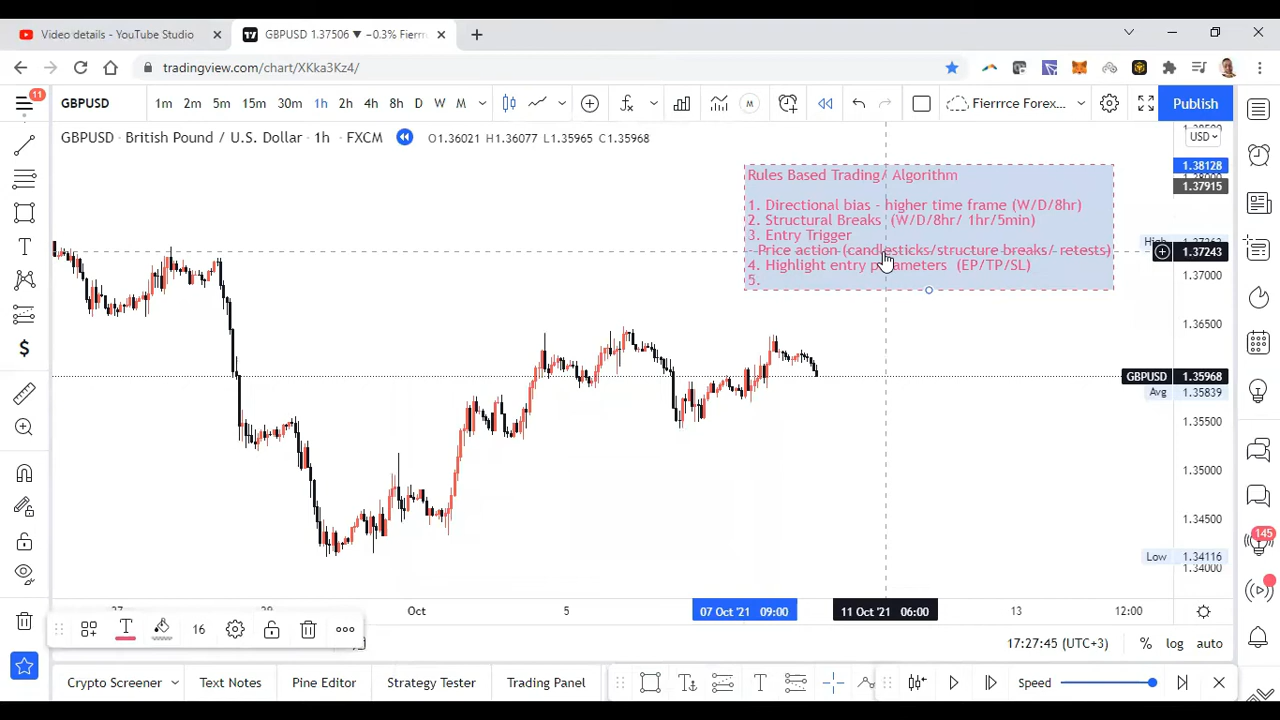 Video details - YouTube Studio
GBPUSD 1.37506 ▼ −0.3% Fierr
tradingview.com/chart/XKka3Kz4/
11
GBPUSD
1m 2m 5m 15m 30m 1h 2h 4h 8h D W M
M
Fierrrce Forex...
Publish
GBPUSD · British Pound / U.S. Dollar · 1h · FXCM
O1.36021 H1.36077 L1.35965 C1.35968
USD
1.38128
1.37915
Rules Based Trading/ Algorithm
1. Directional bias - higher time frame (W/D/8hr)
2. Structural Breaks (W/D/8hr/ 1hr/5min)
3. Entry Trigger
- Price action (candlesticks/structure breaks/ retests)
4. Highlight entry parameters (EP/TP/SL)
5.
High
1.37243
1.37000
1.36500
GBPUSD 1.35968
Avg 1.35839
1.35500
1.35000
1.34500
Low 1.34116
1.34000
145
Oct
5
07 Oct '21 09:00
11 Oct '21 06:00
13
12:00
16
17:27:45 (UTC+3)
%
log
auto
Crypto Screener
Text Notes
Pine Editor
Strategy Tester
Trading Panel
Speed